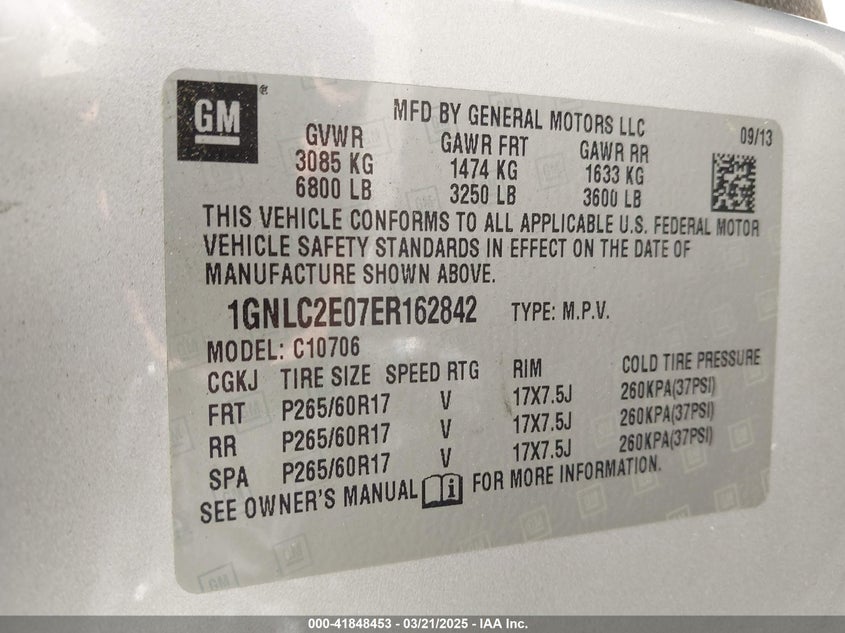 GM
MFD BY GENERAL MOTORS LLC
09/13
GVWR GAWR FRT GAWR RR
3085 KG 1474 KG 1633 KG
6800 LB 3250 LB 3600 LB
THIS VEHICLE CONFORMS TO ALL APPLICABLE U.S. FEDERAL MOTOR
VEHICLE SAFETY STANDARDS IN EFFECT ON THE DATE OF
MANUFACTURE SHOWN ABOVE.
1GNLC2E07ER162842 TYPE: M.P.V.
MODEL: C10706
CGKJ TIRE SIZE SPEED RTG RIM COLD TIRE PRESSURE
FRT P265/60R17 V 17X7.5J 260KPA(37PSI)
RR P265/60R17 V 17X7.5J 260KPA(37PSI)
SPA P265/60R17 V 17X7.5J 260KPA(37PSI)
SEE OWNER'S MANUAL i FOR MORE INFORMATION.
000-41848453 - 03/21/2025 - IAA Inc.